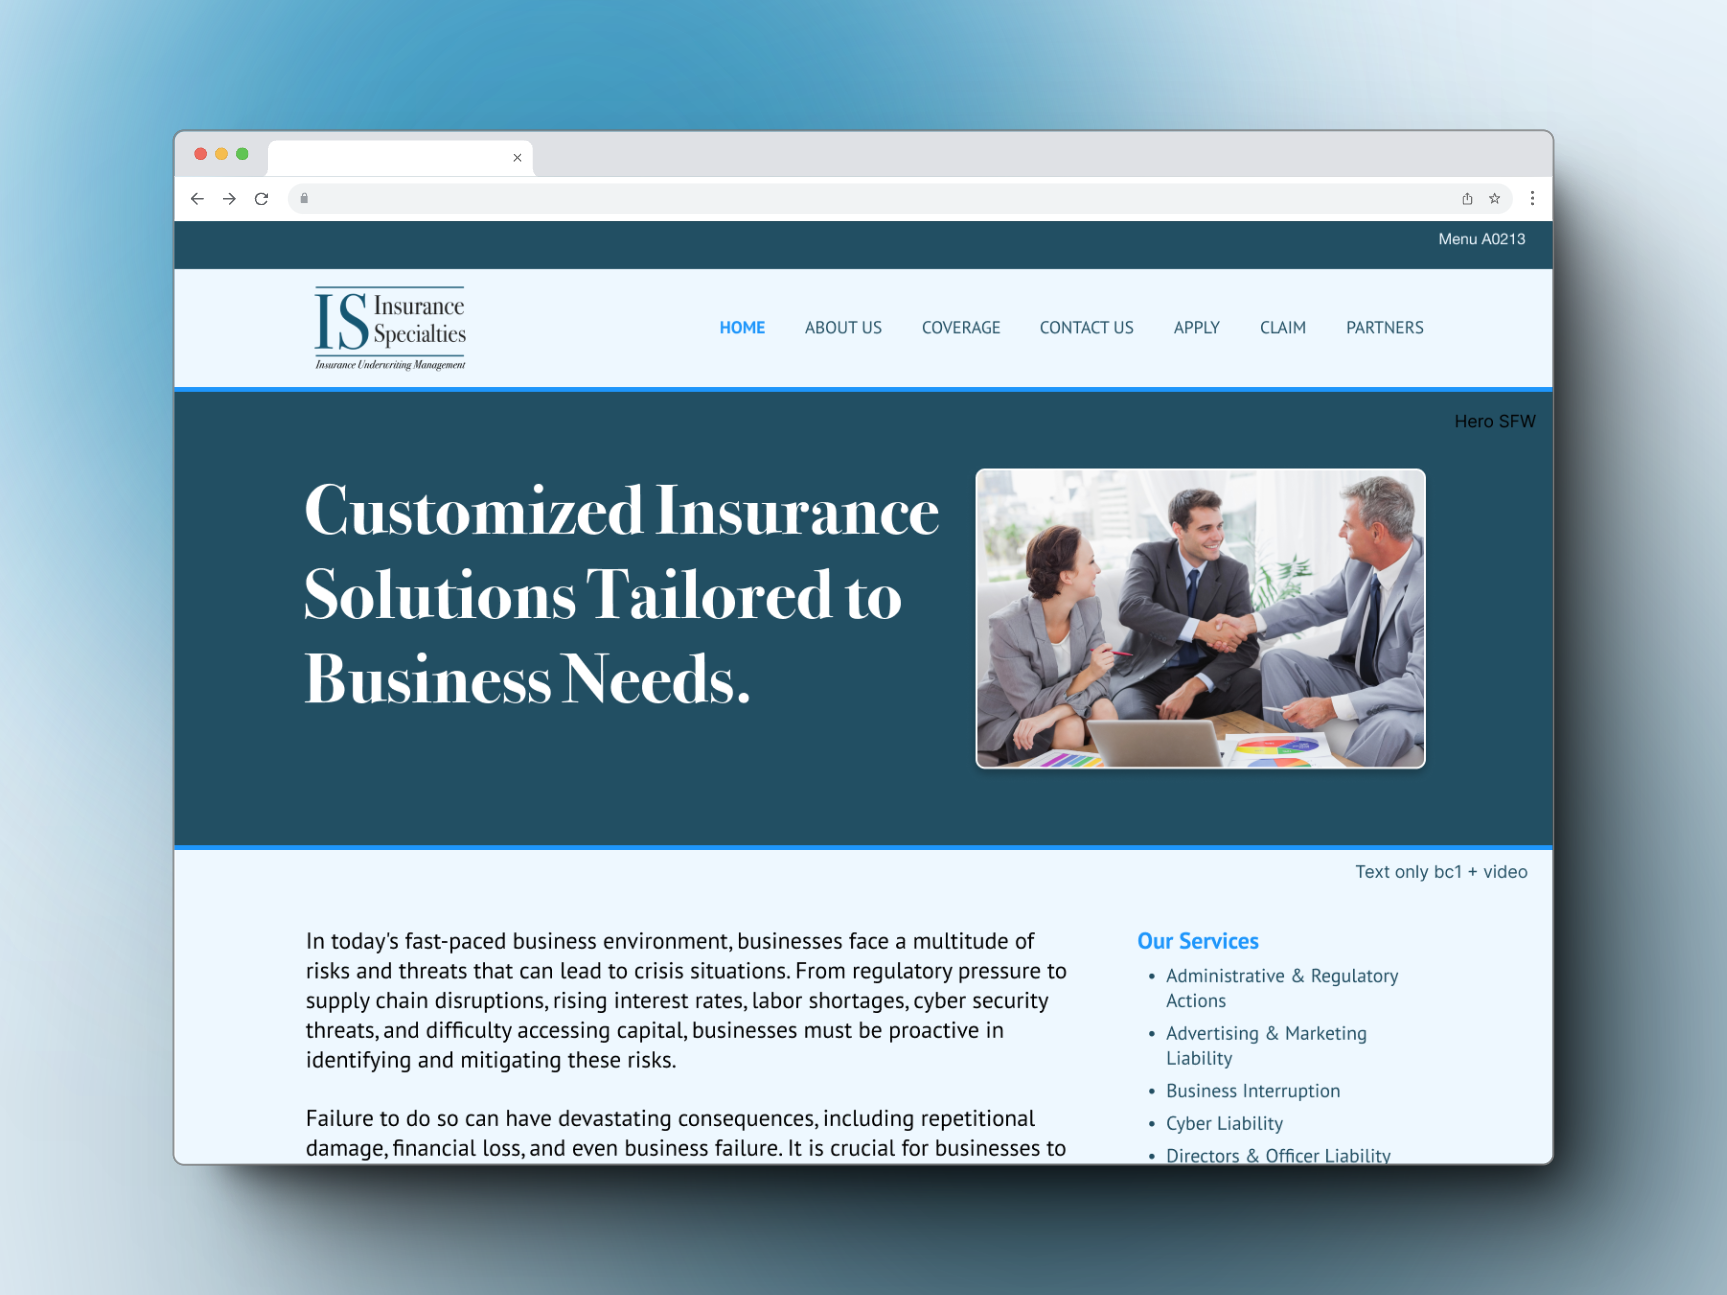 Menu A0213
IS Insurance
Specialties
Insurance Underwriting Management
HOME ABOUT US COVERAGE CONTACT US APPLY CLAIM PARTNERS
Hero SFW
Customized Insurance
Solutions Tailored to
Business Needs.
Text only bc1 + video
In today's fast-paced business environment, businesses face a multitude of
risks and threats that can lead to crisis situations. From regulatory pressure to
supply chain disruptions, rising interest rates, labor shortages, cyber security
threats, and difficulty accessing capital, businesses must be proactive in
identifying and mitigating these risks.
Failure to do so can have devastating consequences, including repetitional
damage, financial loss, and even business failure. It is crucial for businesses to
Our Services
• Administrative & Regulatory
Actions
• Advertising & Marketing
Liability
• Business Interruption
• Cyber Liability
• Directors & Officer Liability